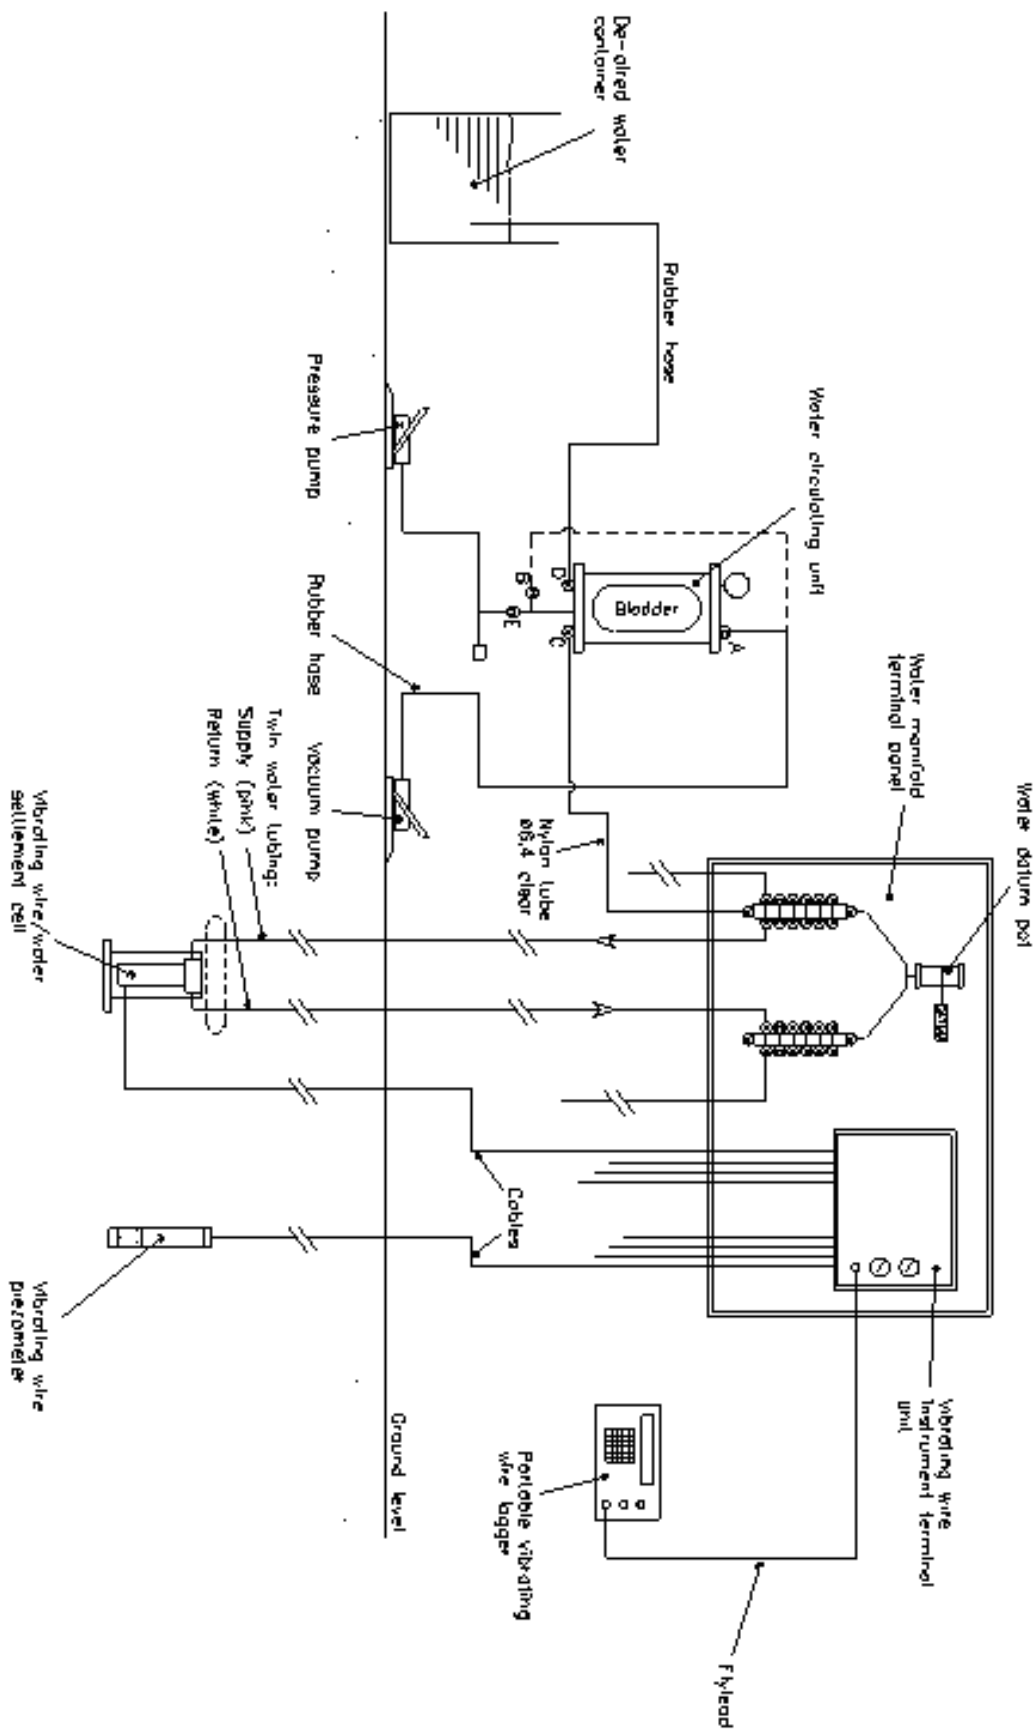 De-aired water
container
Rubber hose
Water circulating unit
Water manifold
terminal panel
Water datum pot
Bladder
A
B
C
D
E
Pressure pump
Rubber hose
Vacuum pump
Twin water tubing:
Supply (pink)
Return (white)
Nylon tube
ø6.4 clear
Vibrating wire/water
settlement cell
Cables
Vibrating wire
piezometer
Ground level
Portable vibrating
wire logger
Vibrating wire
instrument terminal
unit
Flylead